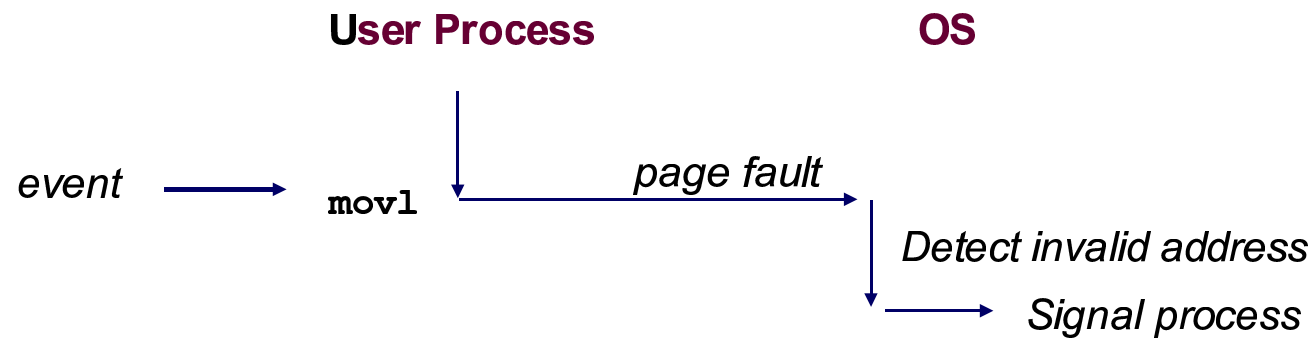 User Process OS
event
movl
page fault
Detect invalid address
Signal process